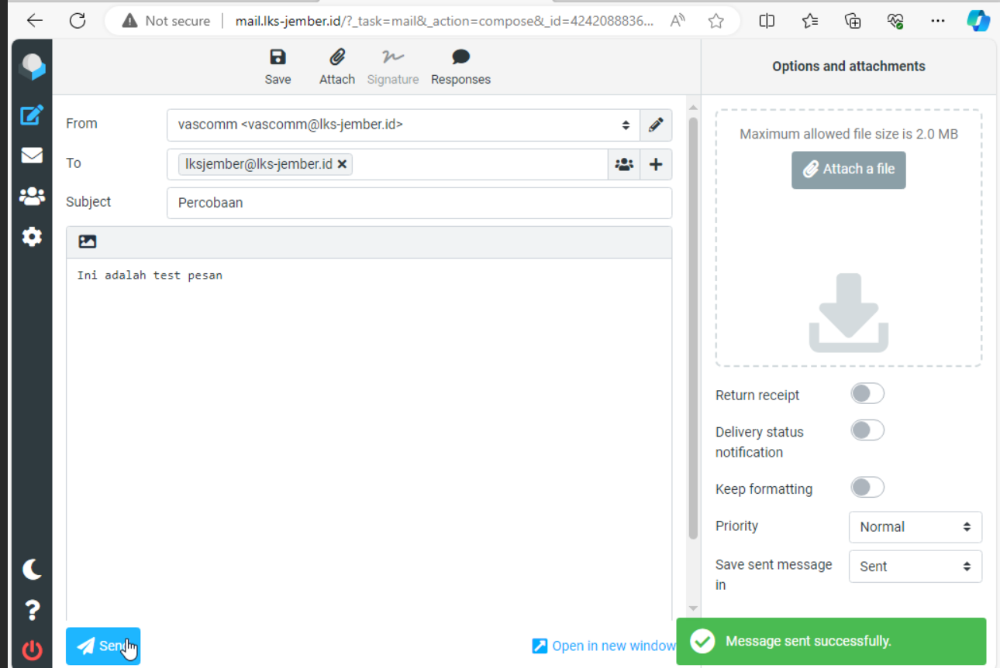 Not secure
mail.lks-jember.id/?_task=mail&_action=compose&_id=4242088836...
Save
Attach
Signature
Responses
Options and attachments
From
vascomm <vascomm@lks-jember.id>
To
lksjember@lks-jember.id
Subject
Percobaan
Ini adalah test pesan
Maximum allowed file size is 2.0 MB
Attach a file
Return receipt
Delivery status
notification
Keep formatting
Priority
Normal
Save sent message
in
Sent
Send
Open in new window
Message sent successfully.